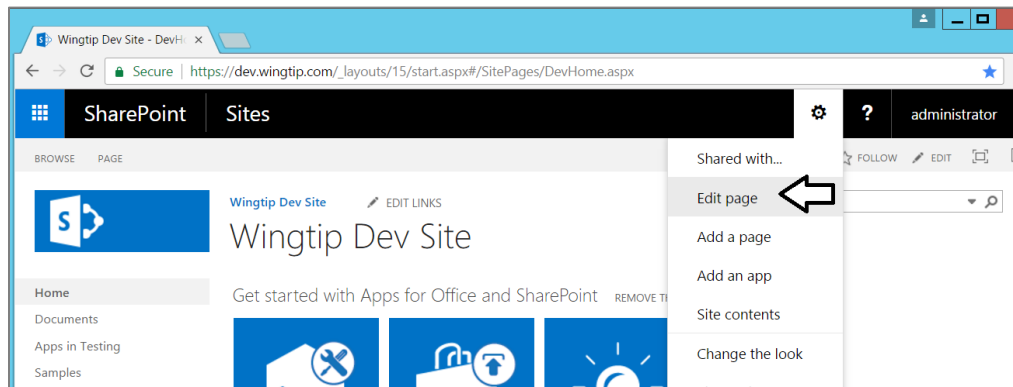 Wingtip Dev Site - DevH
Secure | https://dev.wingtip.com/_layouts/15/start.aspx#/SitePages/DevHome.aspx
SharePoint Sites ? administrator
BROWSE PAGE FOLLOW EDIT
Shared with...
Edit page
Add a page
Add an app
Site contents
Change the look
S
Wingtip Dev Site EDIT LINKS
Wingtip Dev Site
Home
Documents
Apps in Testing
Samples
Get started with Apps for Office and SharePoint REMOVE